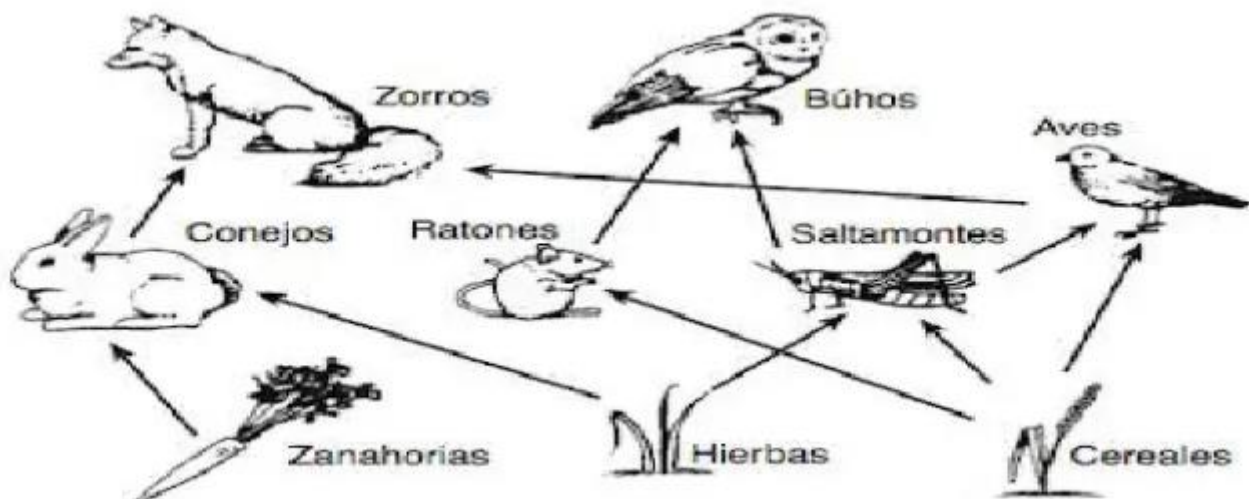 Zorros
Búhos
Aves
Conejos
Ratones
Saltamontes
Zanahorias
Hierbas
Cereales